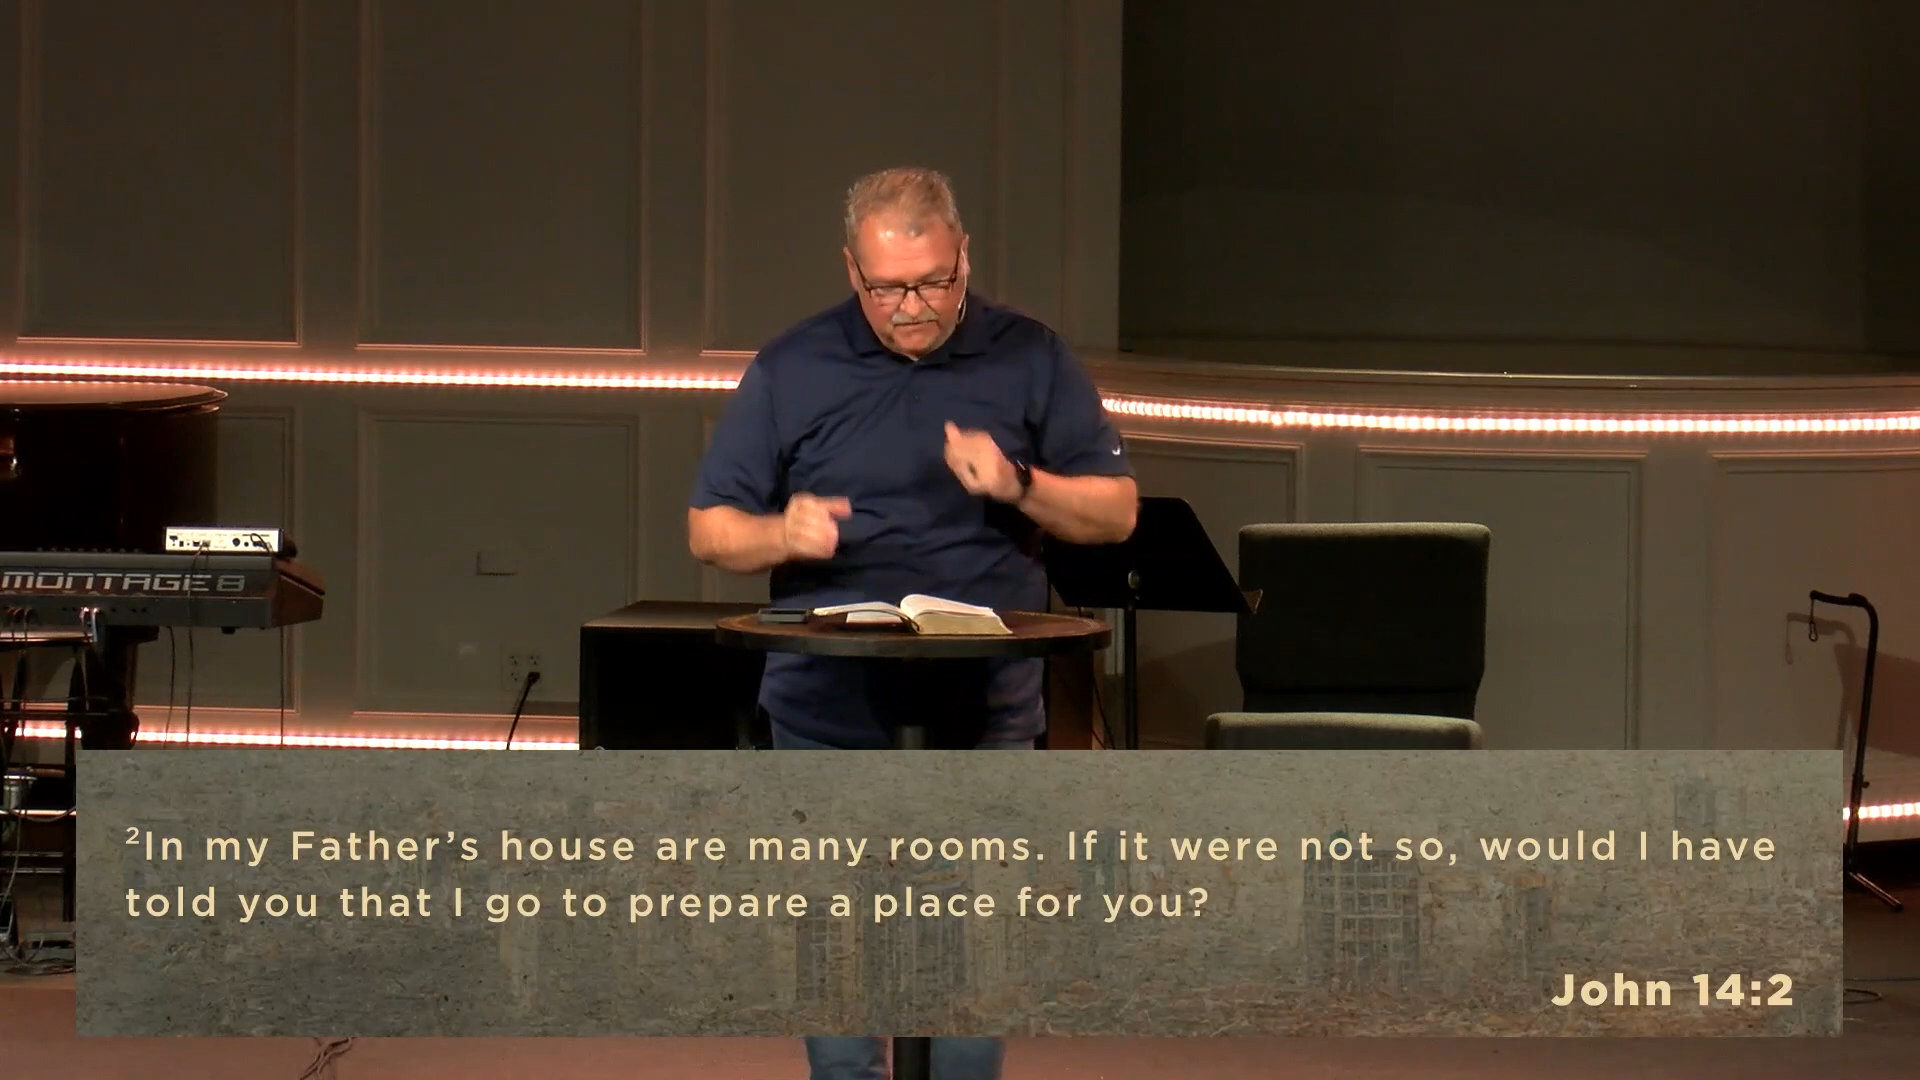 MONTAGE 8
²In my Father’s house are many rooms. If it were not so, would I have
told you that I go to prepare a place for you?
John 14:2